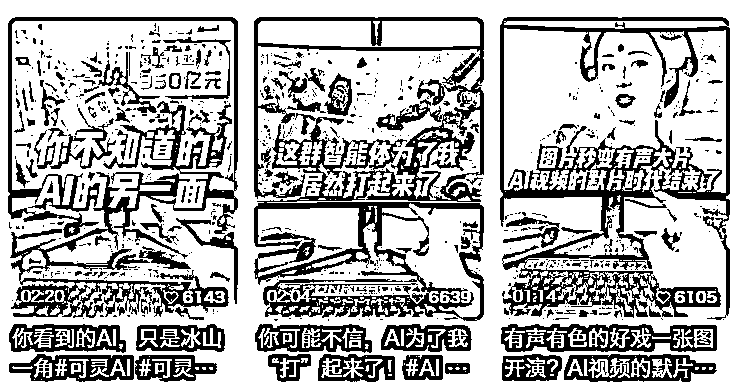 350亿元
你不知道的
AI的另一面
02:20 6143
你看到的AI，只是冰山
一角#可灵AI #可灵…
这群智能体为了我
居然打起来了
02:04 6639
你可能不信，AI为了我
“打”起来了！#AI …
图片秒变有声大片
AI视频的默片时代结束了
01:14 6105
有声有色的好戏一张图
开演？AI视频的默片…